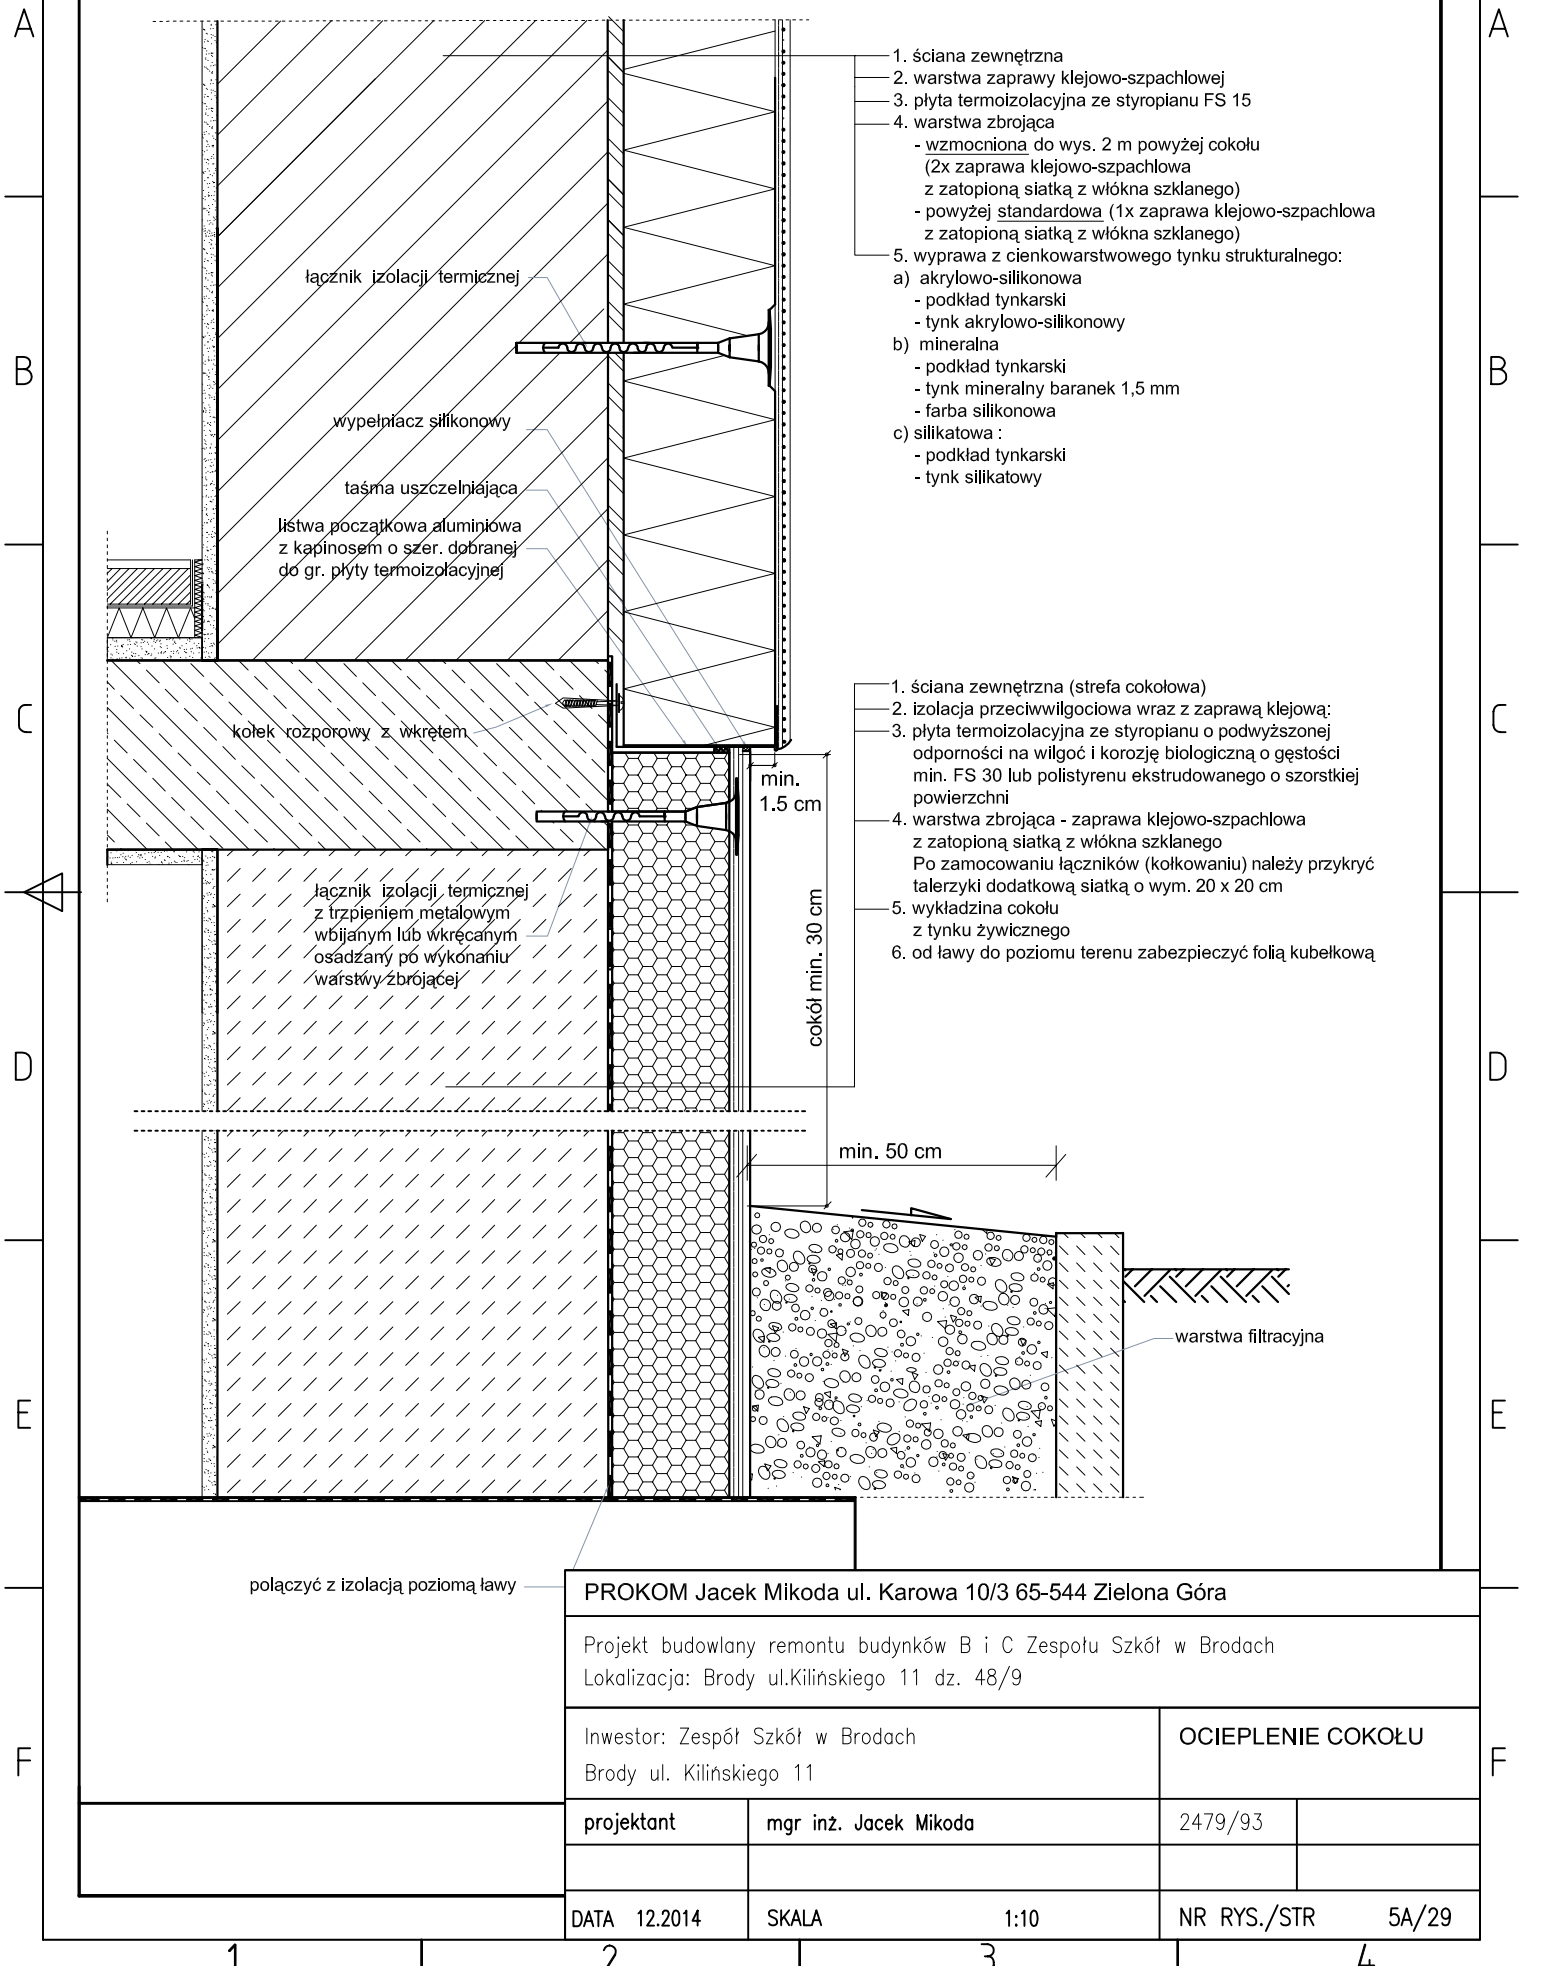 A
A
1. ściana zewnętrzna
2. warstwa zaprawy klejowo-szpachlowej
3. płyta termoizolacyjna ze styropianu FS 15
4. warstwa zbrojąca
- wzmocniona do wys. 2 m powyżej cokołu
(2x zaprawa klejowo-szpachlowa
z zatopioną siatką z włókna szklanego)
- powyżej standardowa (1x zaprawa klejowo-szpachlowa
z zatopioną siatką z włókna szklanego)
5. wyprawa z cienkowarstwowego tynku strukturalnego:
a) akrylowo-silikonowa
- podkład tynkarski
- tynk akrylowo-silikonowy
b) mineralna
- podkład tynkarski
- tynk mineralny baranek 1,5 mm
- farba silikonowa
c) silikatowa :
- podkład tynkarski
- tynk silikatowy
łącznik izolacji termicznej
B
B
wypełniacz silikonowy
taśma uszczelniająca
listwa początkowa aluminiowa
z kapinosem o szer. dobranej
do gr. płyty termoizolacyjnej
C
C
kołek rozporowy z wkrętem
1. ściana zewnętrzna (strefa cokołowa)
2. izolacja przeciwwilgociowa wraz z zaprawą klejową:
3. płyta termoizolacyjna ze styropianu o podwyższonej
odporności na wilgoć i korozję biologiczną o gęstości
min. FS 30 lub polistyrenu ekstrudowanego o szorstkiej
powierzchni
4. warstwa zbrojąca - zaprawa klejowo-szpachlowa
z zatopioną siatką z włókna szklanego
Po zamocowaniu łączników (kołkowaniu) należy przykryć
talerzyki dodatkową siatką o wym. 20 x 20 cm
5. wykładzina cokołu
z tynku żywicznego
6. od ławy do poziomu terenu zabezpieczyć folią kubełkową
min.
1.5 cm
łącznik izolacji termicznej
z trzpieniem metalowym
wbijanym lub wkręcanym
osadzany po wykonaniu
warstwy zbrojącej
cokół min. 30 cm
D
D
min. 50 cm
warstwa filtracyjna
E
E
połączyć z izolacją poziomą ławy
PROKOM Jacek Mikoda ul. Karowa 10/3 65-544 Zielona Góra
Projekt budowlany remontu budynków B i C Zespołu Szkół w Brodach
Lokalizacja: Brody ul.Kilińskiego 11 dz. 48/9
Inwestor: Zespół Szkół w Brodach
Brody ul. Kilińskiego 11
OCIEPLENIE COKOŁU
F
F
projektant
mgr inż. Jacek Mikoda
2479/93
DATA 12.2014
SKALA 1:10
NR RYS./STR 5A/29
1
2
3
4